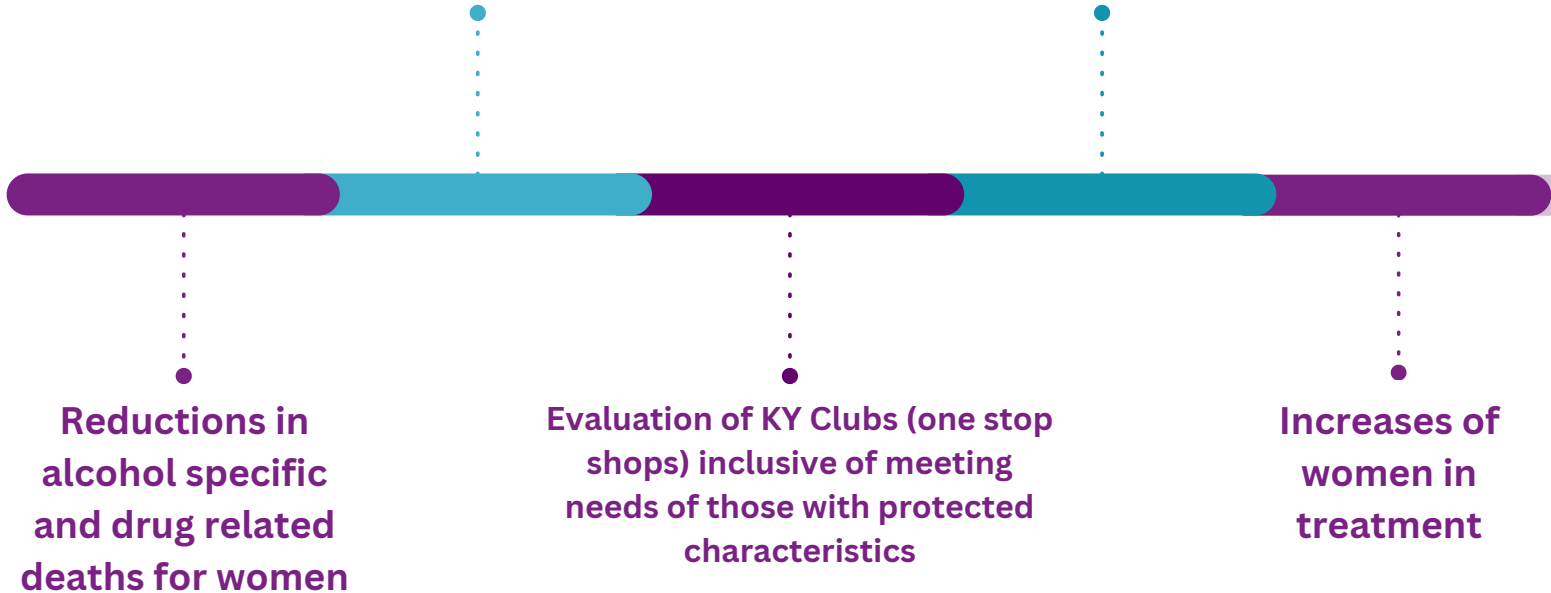 Reductions in
alcohol specific
and drug related
deaths for women
Evaluation of KY Clubs (one stop
shops) inclusive of meeting
needs of those with protected
characteristics
Increases of
women in
treatment